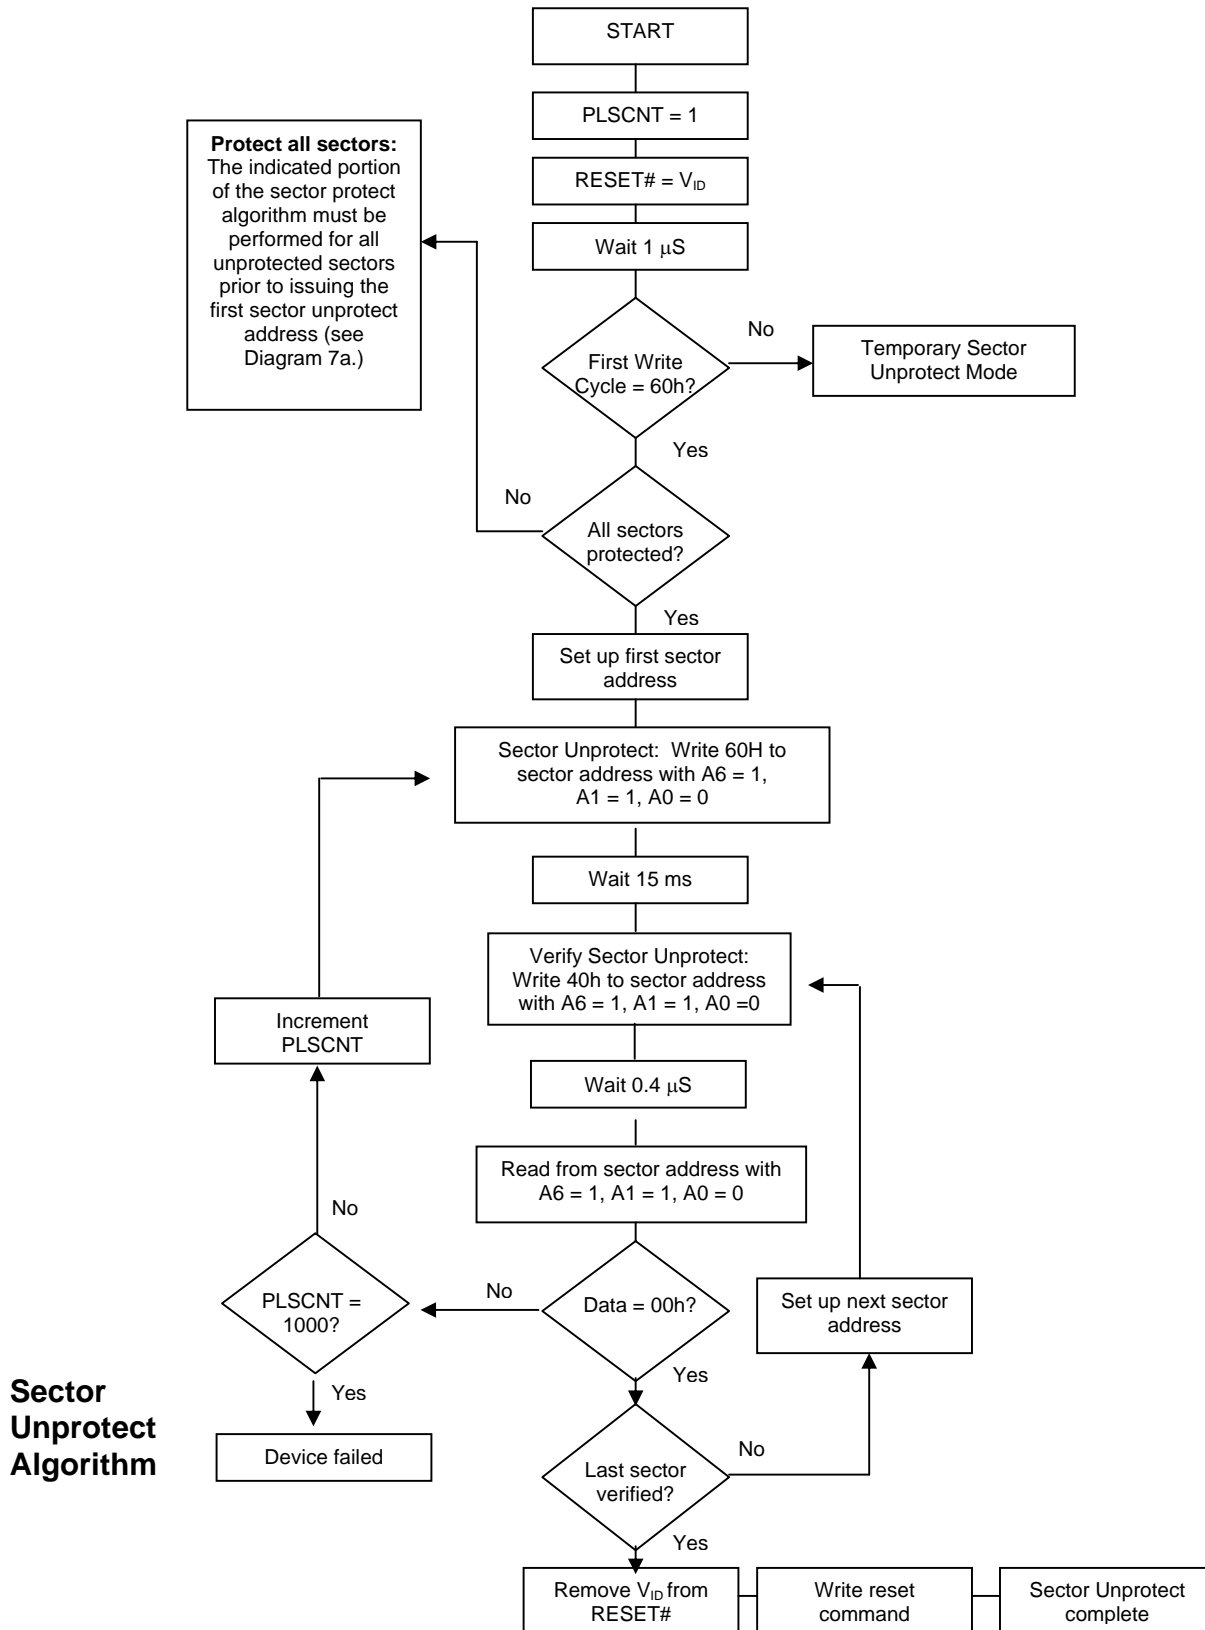 START
PLSCNT = 1
Protect all sectors:
The indicated portion
of the sector protect
algorithm must be
performed for all
unprotected sectors
prior to issuing the
first sector unprotect
address (see
Diagram 7a.)
RESET# = VID
Wait 1 μS
No
First Write
Cycle = 60h?
Temporary Sector
Unprotect Mode
Yes
No
All sectors
protected?
Yes
Set up first sector
address
Sector Unprotect: Write 60H to
sector address with A6 = 1,
A1 = 1, A0 = 0
Wait 15 ms
Verify Sector Unprotect:
Write 40h to sector address
with A6 = 1, A1 = 1, A0 =0
Increment
PLSCNT
Wait 0.4 μS
Read from sector address with
A6 = 1, A1 = 1, A0 = 0
No
No
PLSCNT =
1000?
Data = 00h?
Set up next sector
address
Yes
Yes
Sector
Unprotect
Algorithm
Device failed
No
Last sector
verified?
Yes
Remove VID from
RESET#
Write reset
command
Sector Unprotect
complete